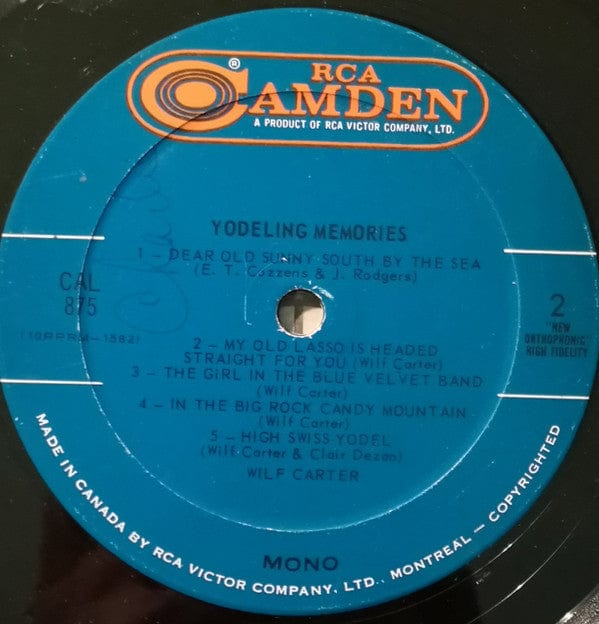 RCA
CAMDEN
®
A PRODUCT OF RCA VICTOR COMPANY, LTD.
YODELING MEMORIES
1 – DEAR OLD SUNNY SOUTH BY THE SEA
(E. T. Cozzens & J. Rodgers)
CAL
875
(10PPRM-1582)
2
"NEW
ORTHOPHONIC"
HIGH FIDELITY
2 – MY OLD LASSO IS HEADED
STRAIGHT FOR YOU (Wilf Carter)
3 – THE GIRL IN THE BLUE VELVET BAND
(Wilf Carter)
4 – IN THE BIG ROCK CANDY MOUNTAIN
(Wilf Carter)
5 – HIGH SWISS YODEL
(Wilf Carter & Clair Dezan)
WILF CARTER
MONO
MADE IN CANADA BY RCA VICTOR COMPANY, LTD., MONTREAL – COPYRIGHTED